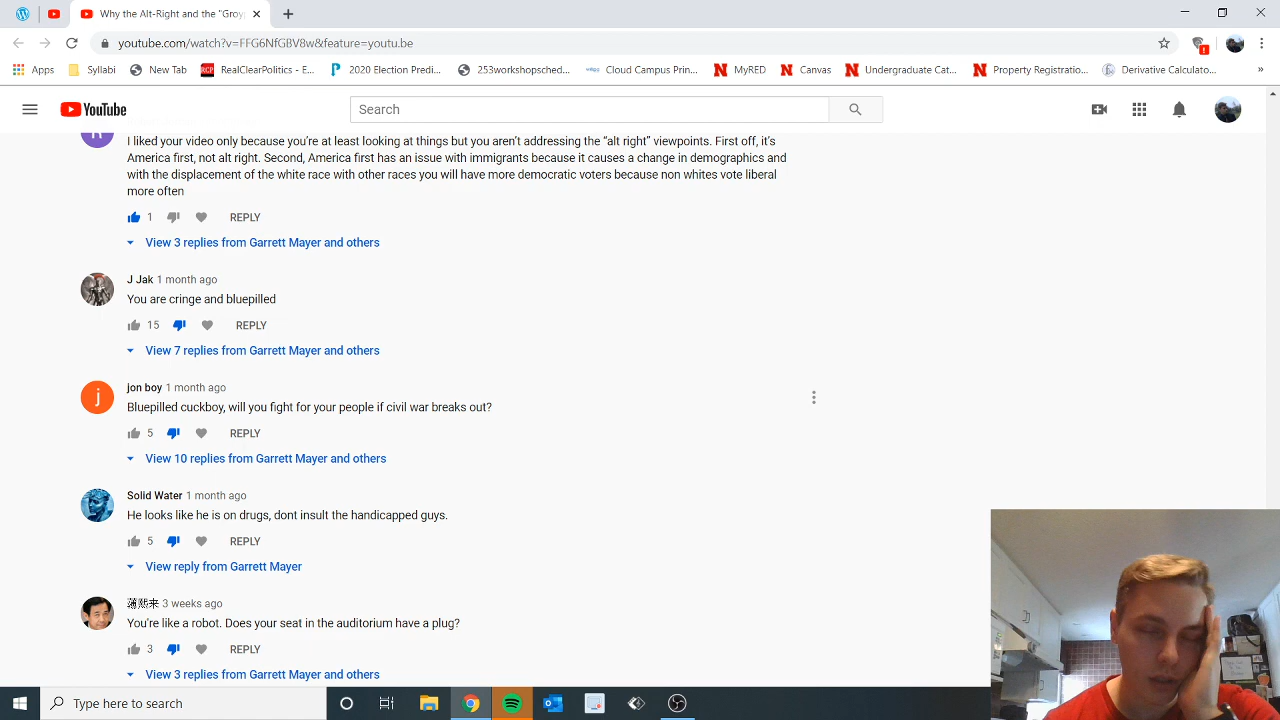 Why the Alt-Right and the "Groy
youtube.com/watch?v=FFG6NfGBV8w&feature=youtu.be
Apps
Syllabi
New Tab
RCP
RealClearPolitics - E...
2020 Election Predi...
253workshopsched...
Cloud Campus Prin...
MyRED
Canvas
Undergraduate Cat...
Property Registratio...
Derivative Calculato...
»
YouTube
Search
I liked your video only because you're at least looking at things but you aren't addressing the “alt right” viewpoints. First off, it's
America first, not alt right. Second, America first has an issue with immigrants because it causes a change in demographics and
with the displacement of the white race with other races you will have more democratic voters because non whites vote liberal
more often
1 REPLY
View 3 replies from Garrett Mayer and others
J Jak 1 month ago
You are cringe and bluepilled
15 REPLY
View 7 replies from Garrett Mayer and others
j
jon boy 1 month ago
Bluepilled cuckboy, will you fight for your people if civil war breaks out?
5 REPLY
View 10 replies from Garrett Mayer and others
Solid Water 1 month ago
He looks like he is on drugs, dont insult the handicapped guys.
5 REPLY
View reply from Garrett Mayer
薄熙来 3 weeks ago
You're like a robot. Does your seat in the auditorium have a plug?
3 REPLY
View 3 replies from Garrett Mayer and others
Type here to search